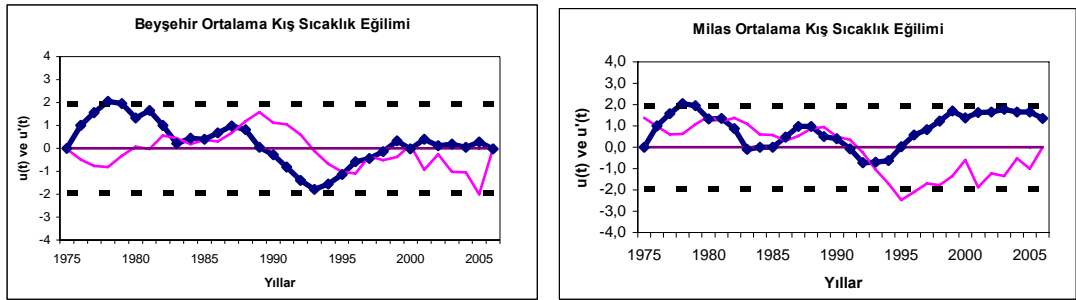 Beyşehir Ortalama Kış Sıcaklık Eğilimi
u(t) ve u'(t)
4
3
2
1
0
-1
-2
-3
-4
1975 1980 1985 1990 1995 2000 2005
Yıllar
Milas Ortalama Kış Sıcaklık Eğilimi
u(t) ve u'(t)
4,0
3,0
2,0
1,0
0,0
-1,0
-2,0
-3,0
-4,0
1975 1980 1985 1990 1995 2000 2005
Yıllar